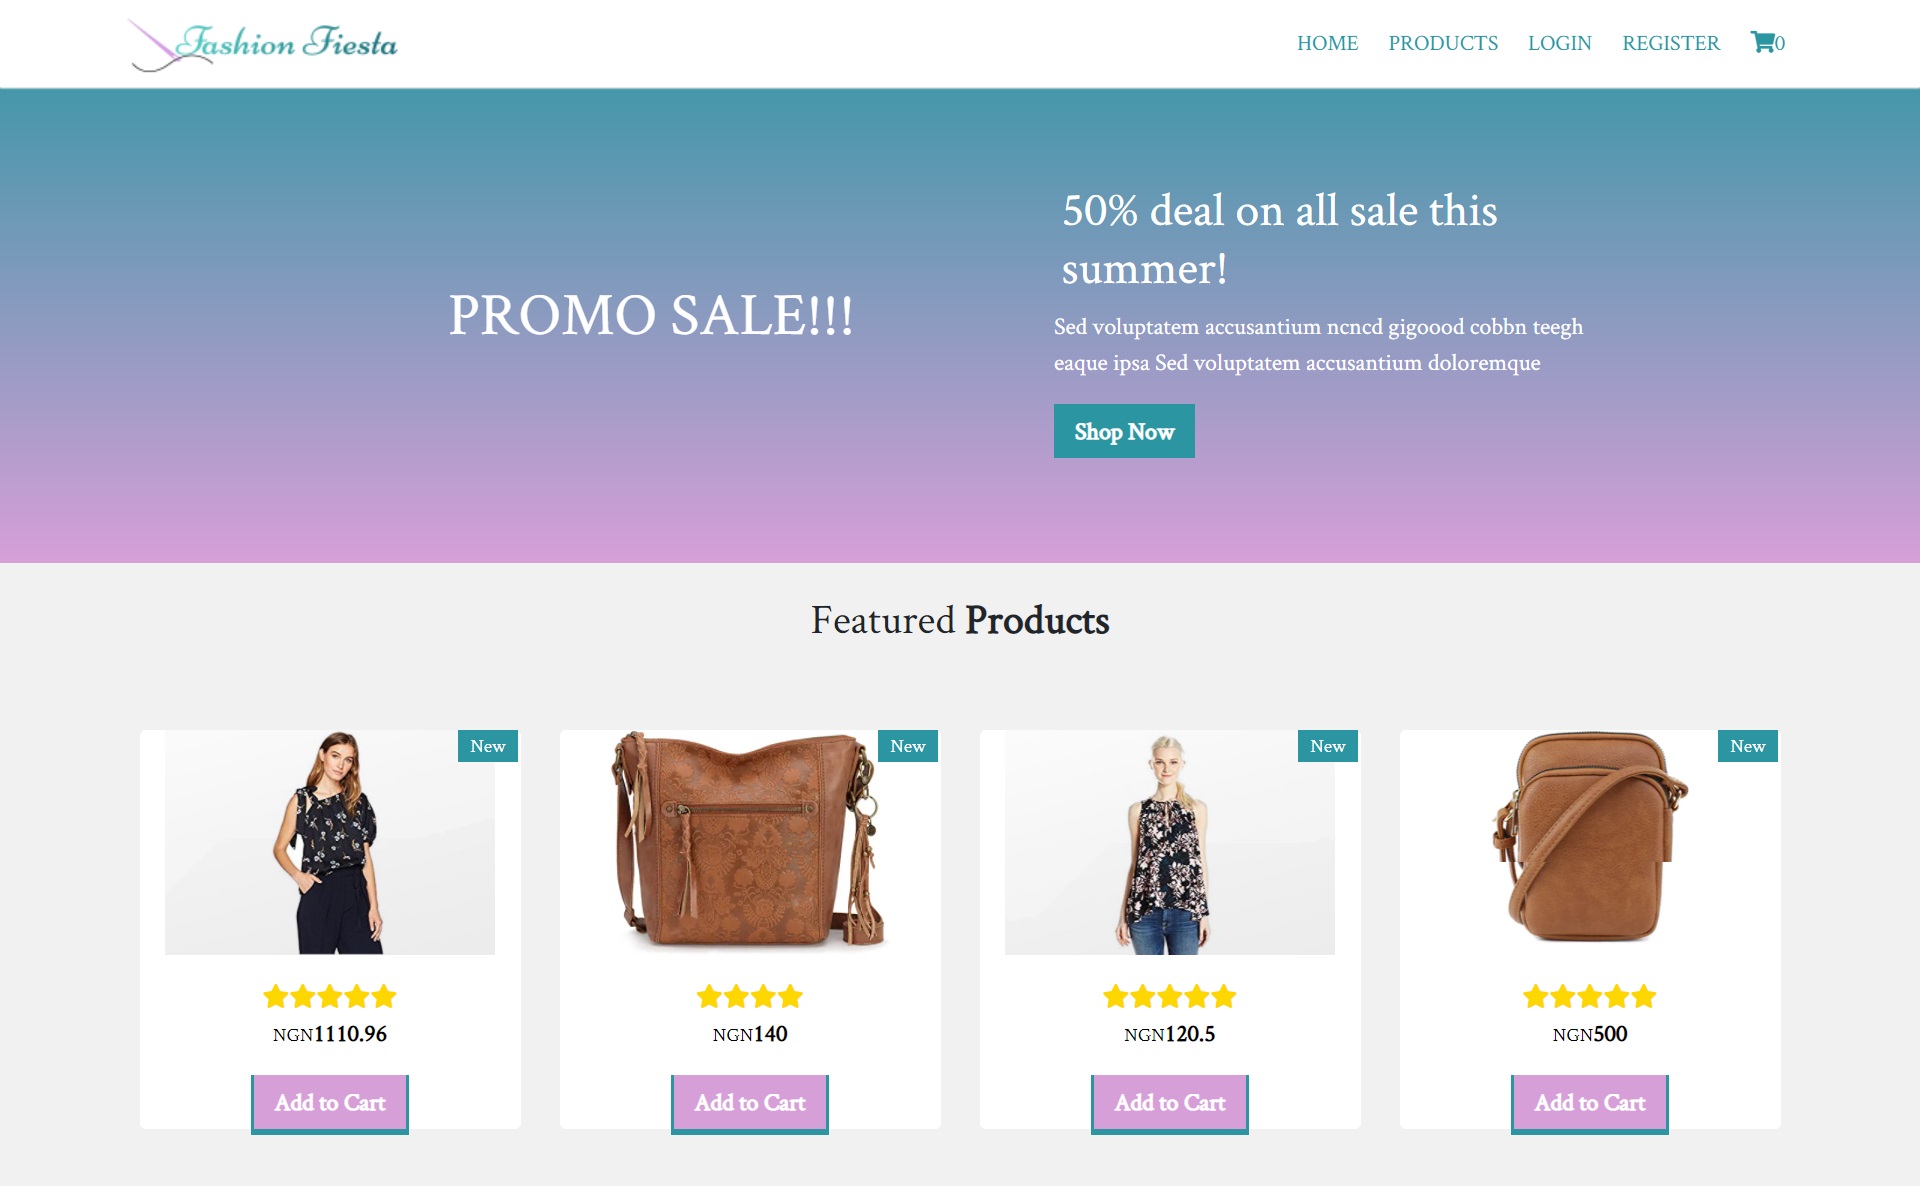 Fashion Fiesta
HOME PRODUCTS LOGIN REGISTER 0
PROMO SALE!!!
50% deal on all sale this
summer!
Sed voluptatem accusantium ncncd gigoood cobbn teegh
eaque ipsa Sed voluptatem accusantium doloremque
Shop Now
Featured Products
New
NGN1110.96
Add to Cart
New
NGN140
Add to Cart
New
NGN120.5
Add to Cart
New
NGN500
Add to Cart